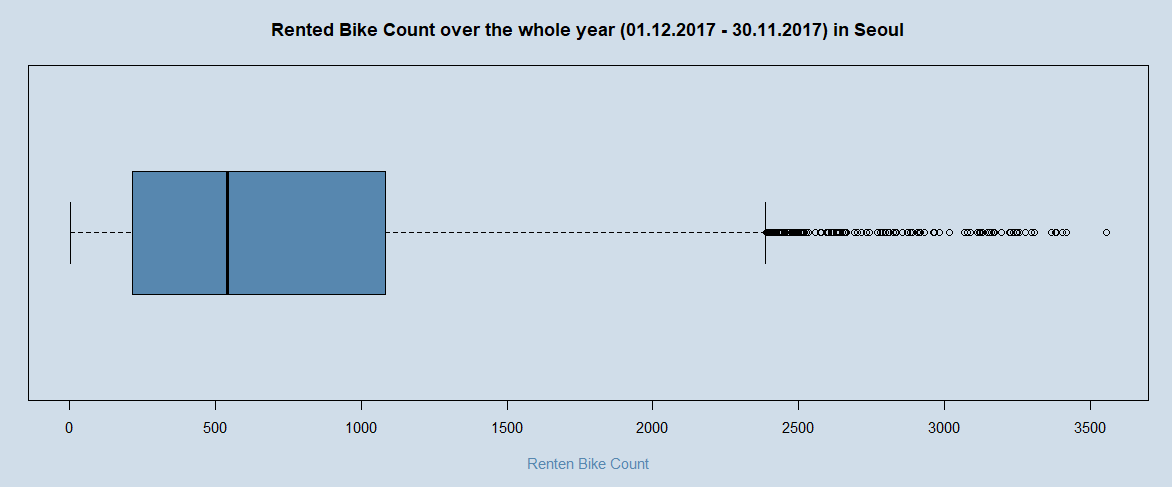 Rented Bike Count over the whole year (01.12.2017 - 30.11.2017) in Seoul
0 500 1000 1500 2000 2500 3000 3500
Renten Bike Count